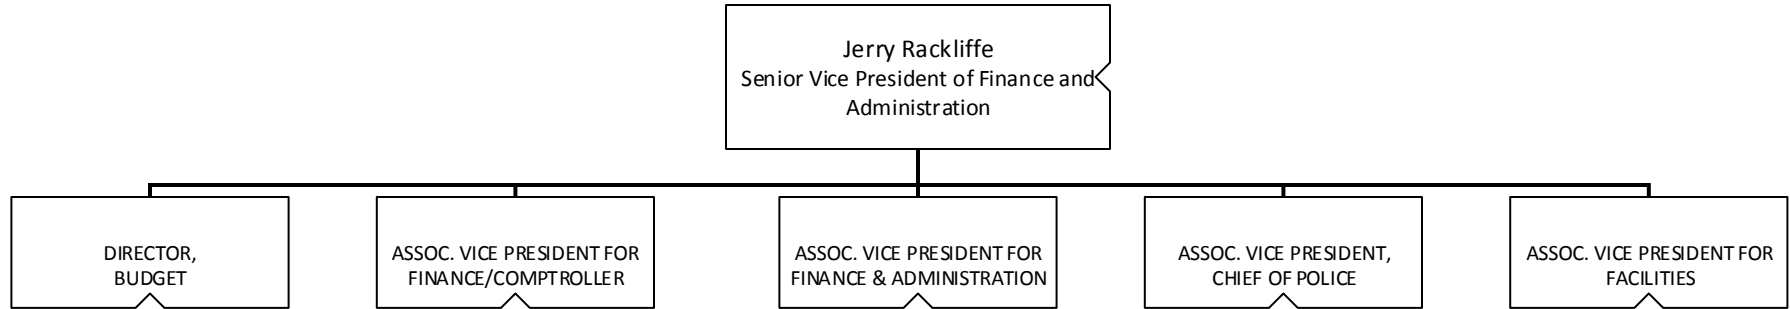 Jerry Rackliffe
Senior Vice President of Finance and
Administration
DIRECTOR,
BUDGET
ASSOC. VICE PRESIDENT FOR
FINANCE/COMPTROLLER
ASSOC. VICE PRESIDENT FOR
FINANCE & ADMINISTRATION
ASSOC. VICE PRESIDENT,
CHIEF OF POLICE
ASSOC. VICE PRESIDENT FOR
FACILITIES